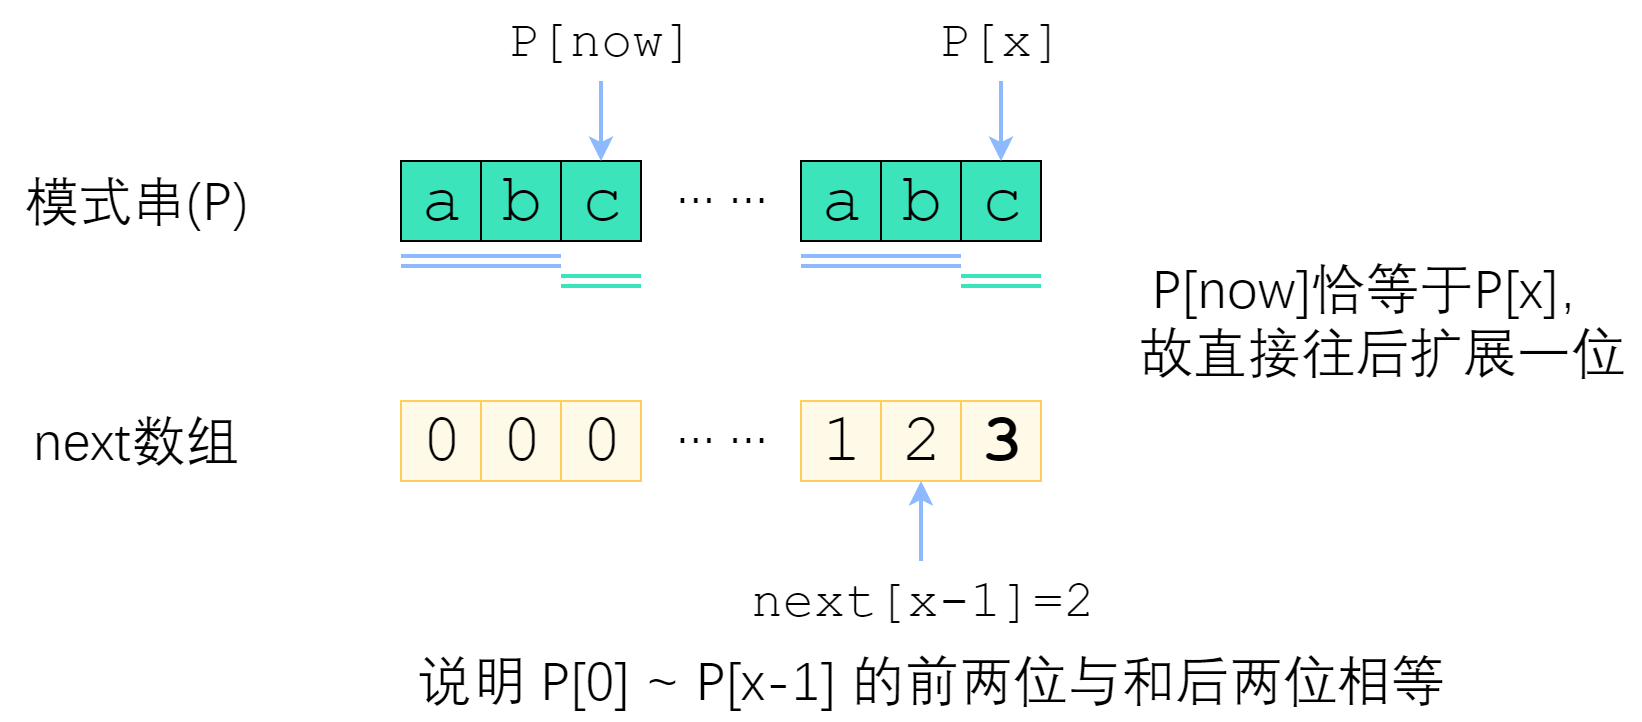 P[now] P[x]
模式串(P) a b c ... ... a b c
P[now]恰等于P[x],
故直接往后扩展一位
next数组 0 0 0 ... ... 1 2 3
next[x-1]=2
说明 P[0] ~ P[x-1] 的前两位与和后两位相等